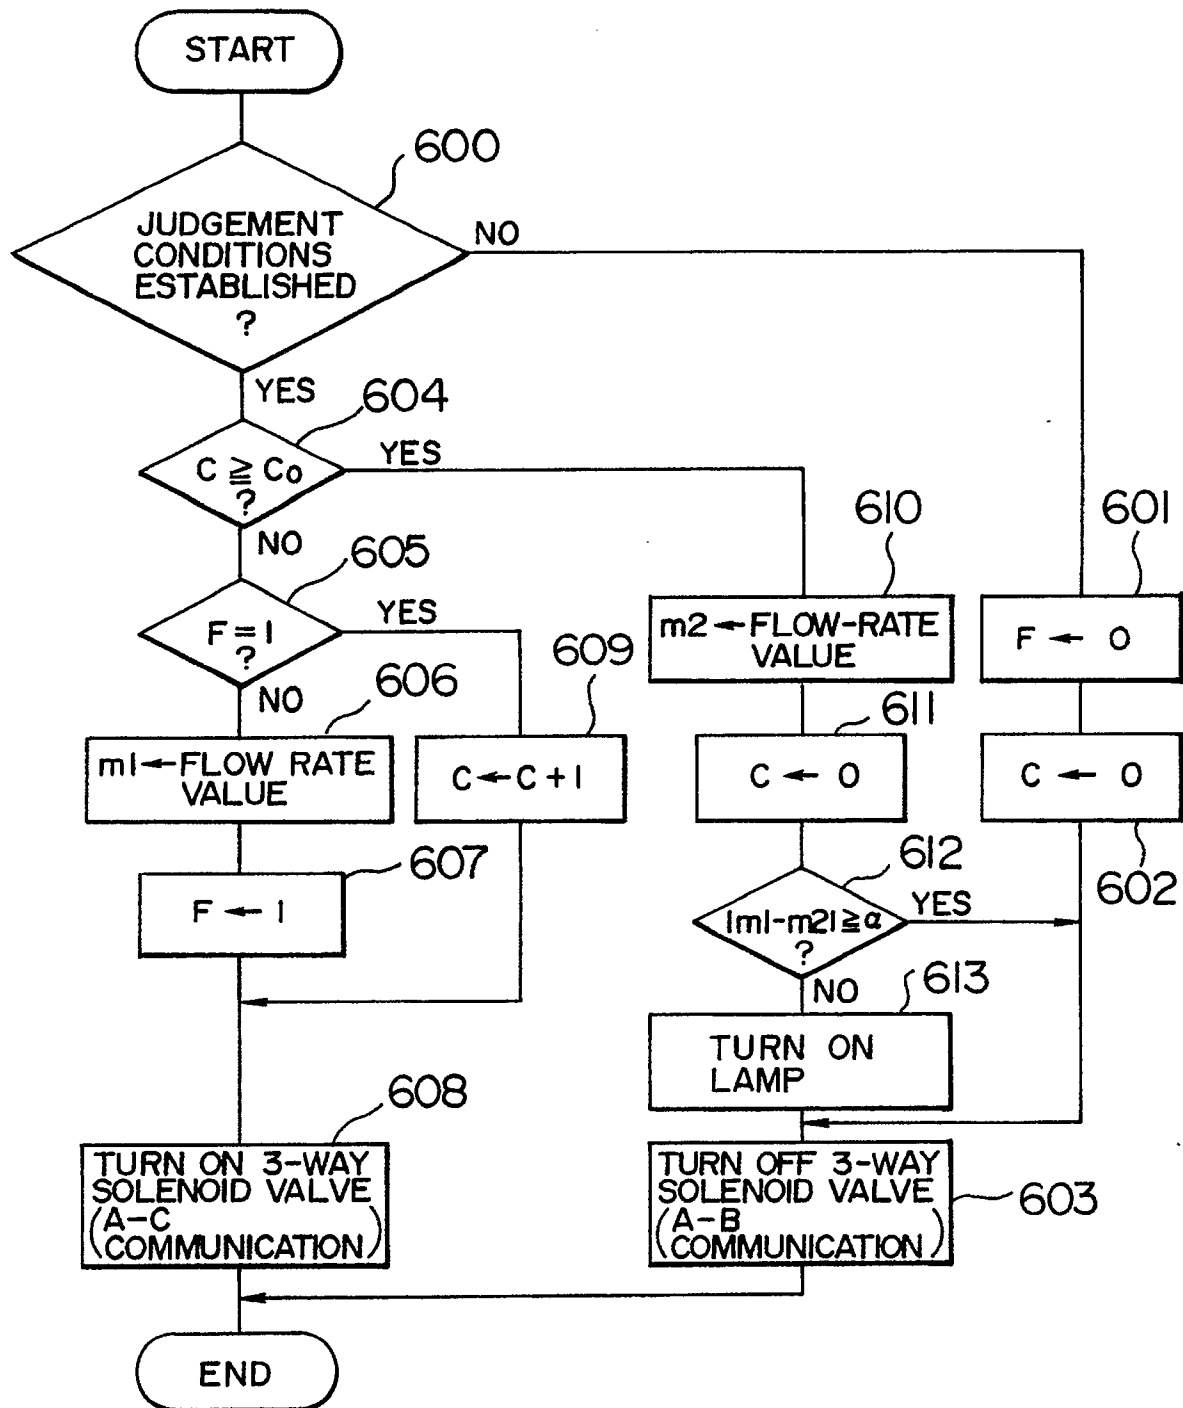 START
600
JUDGEMENT
CONDITIONS
ESTABLISHED
?
NO
YES
604
C ≧ Co
?
YES
NO
605
F = 1
?
YES
NO
606
m1←FLOW RATE
VALUE
609
C←C+1
607
F ← 1
608
TURN ON 3-WAY
SOLENOID VALVE
(A-C
COMMUNICATION)
610
m2←FLOW-RATE
VALUE
611
C ← 0
612
|m1-m2|≧α
?
YES
NO
613
TURN ON
LAMP
601
F ← 0
C ← 0
602
TURN OFF 3-WAY
SOLENOID VALVE
(A-B
COMMUNICATION)
603
END